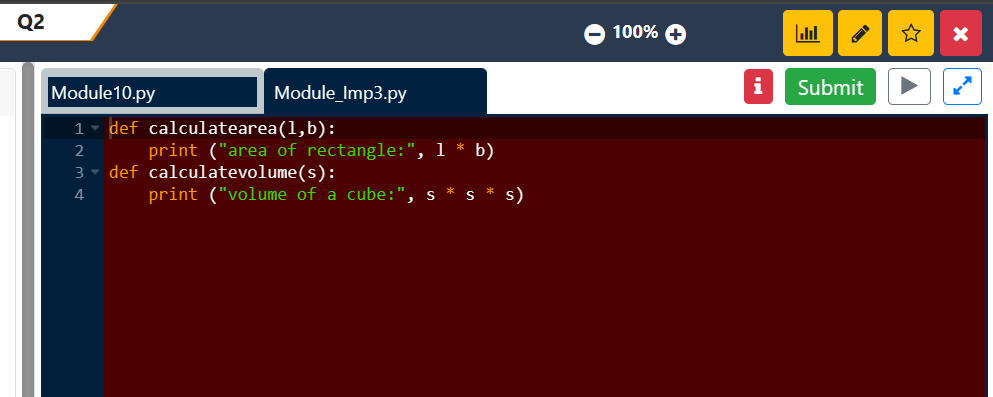 Q2
100%
Module10.py
Module_Imp3.py
Submit
1 def calculatearea(l,b):
2     print ("area of rectangle:", l * b)
3 def calculatevolume(s):
4     print ("volume of a cube:", s * s * s)